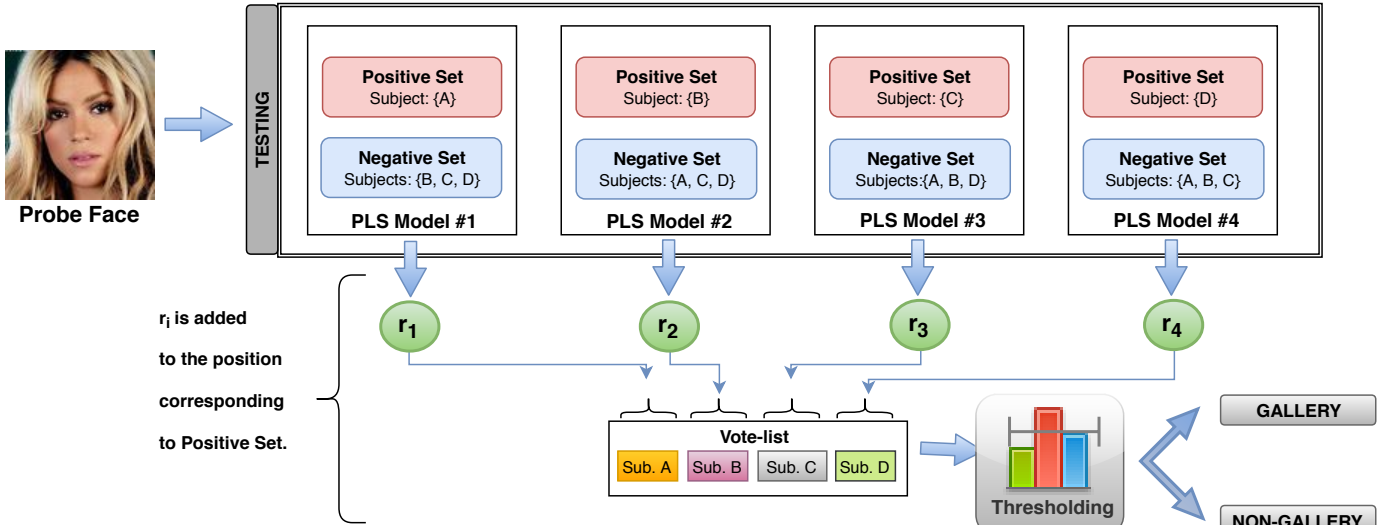 Probe Face
TESTING
Positive Set
Subject: {A}
Negative Set
Subjects: {B, C, D}
PLS Model #1
Positive Set
Subject: {B}
Negative Set
Subjects: {A, C, D}
PLS Model #2
Positive Set
Subject: {C}
Negative Set
Subjects:{A, B, D}
PLS Model #3
Positive Set
Subject: {D}
Negative Set
Subjects: {A, B, C}
PLS Model #4
r1
r2
r3
r4
ri is added
to the position
corresponding
to Positive Set.
Vote-list
Sub. A
Sub. B
Sub. C
Sub. D
Thresholding
GALLERY
NON-GALLERY